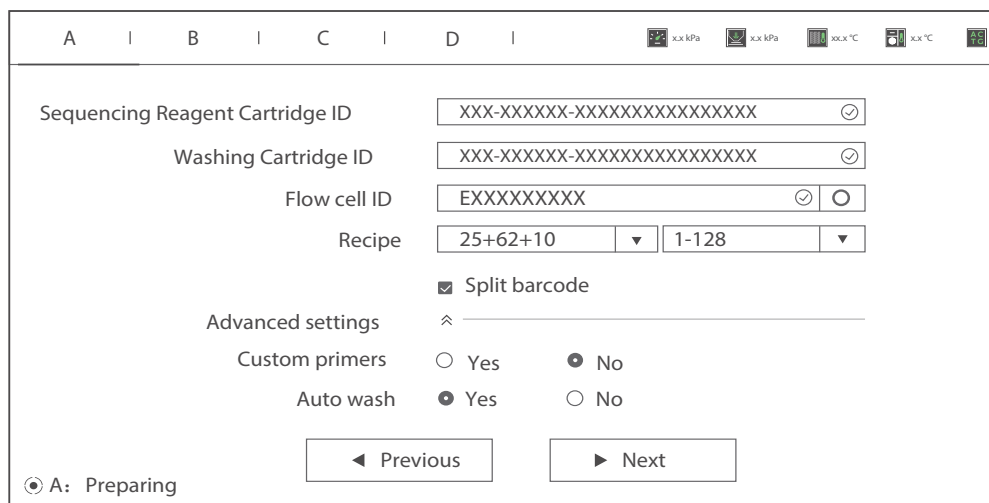 A | B | C | D | x.x kPa x.x kPa xx.x °C x.x °C AC TG
Sequencing Reagent Cartridge ID XXX-XXXXXX-XXXXXXXXXXXXXXXX
Washing Cartridge ID XXX-XXXXXX-XXXXXXXXXXXXXXXX
Flow cell ID EXXXXXXXXX
Recipe 25+62+10 1-128
Split barcode
Advanced settings
Custom primers Yes No
Auto wash Yes No
Previous Next
A: Preparing